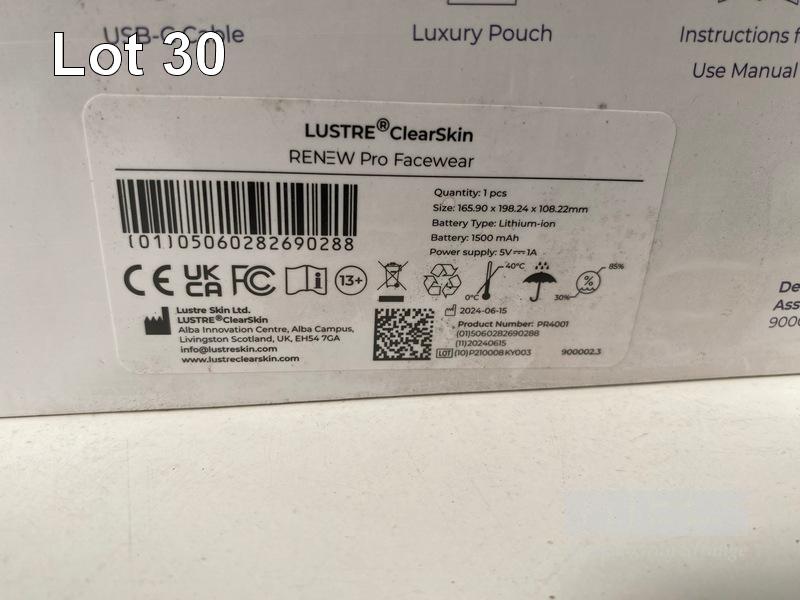 USB-C Cable
Lot 30
Luxury Pouch
Instructions f
Use Manual
LUSTRE®ClearSkin
RENEW Pro Facewear
(01)05060282690288
Quantity: 1 pcs
Size: 165.90 x 198.24 x 108.22mm
Battery Type: Lithium-ion
Battery: 1500 mAh
Power supply: 5V⎓1A
CE UK CA FC 13+
0°C 40°C
30% % 85%
Lustre Skin Ltd.
LUSTRE®ClearSkin
Alba Innovation Centre, Alba Campus,
Livingston Scotland, UK, EH54 7GA
info@lustreskin.com
www.lustreclearskin.com
2024-06-15
Product Number: PR4001
(01)5060282690288
(11)20240615
LOT (10)P210008KY003
900002.3
De
Ass
900